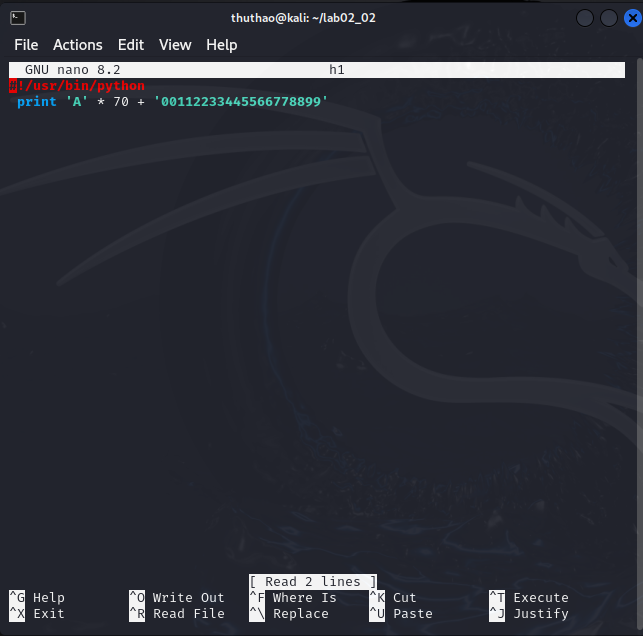 thuthao@kali: ~/lab02_02
File Actions Edit View Help
GNU nano 8.2 h1
#!/usr/bin/python
print 'A' * 70 + '00112233445566778899'
[ Read 2 lines ]
^G Help ^O Write Out ^F Where Is ^K Cut ^T Execute
^X Exit ^R Read File ^\ Replace ^U Paste ^J Justify